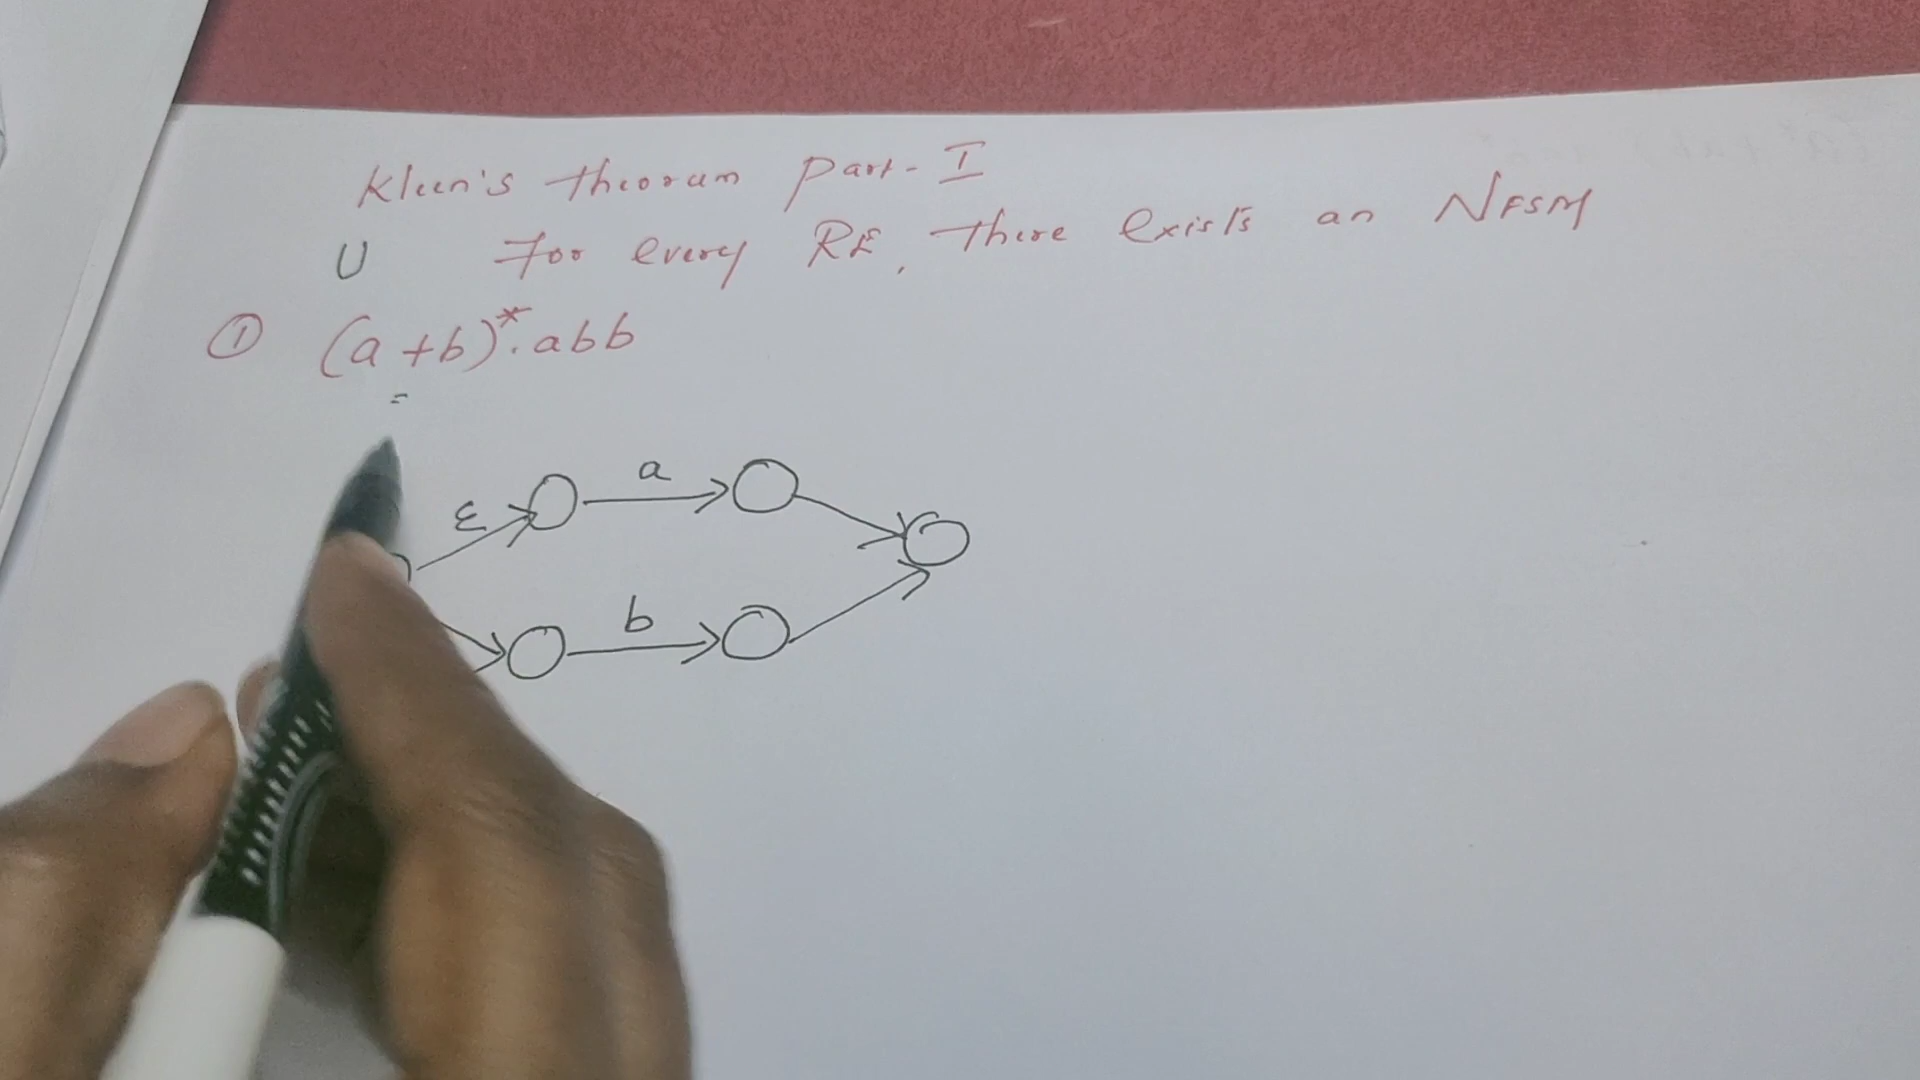 Kleen's theoram part-I
U For every RE, there exists an NFSM
① (a+b)*.abb
=
ε a
b